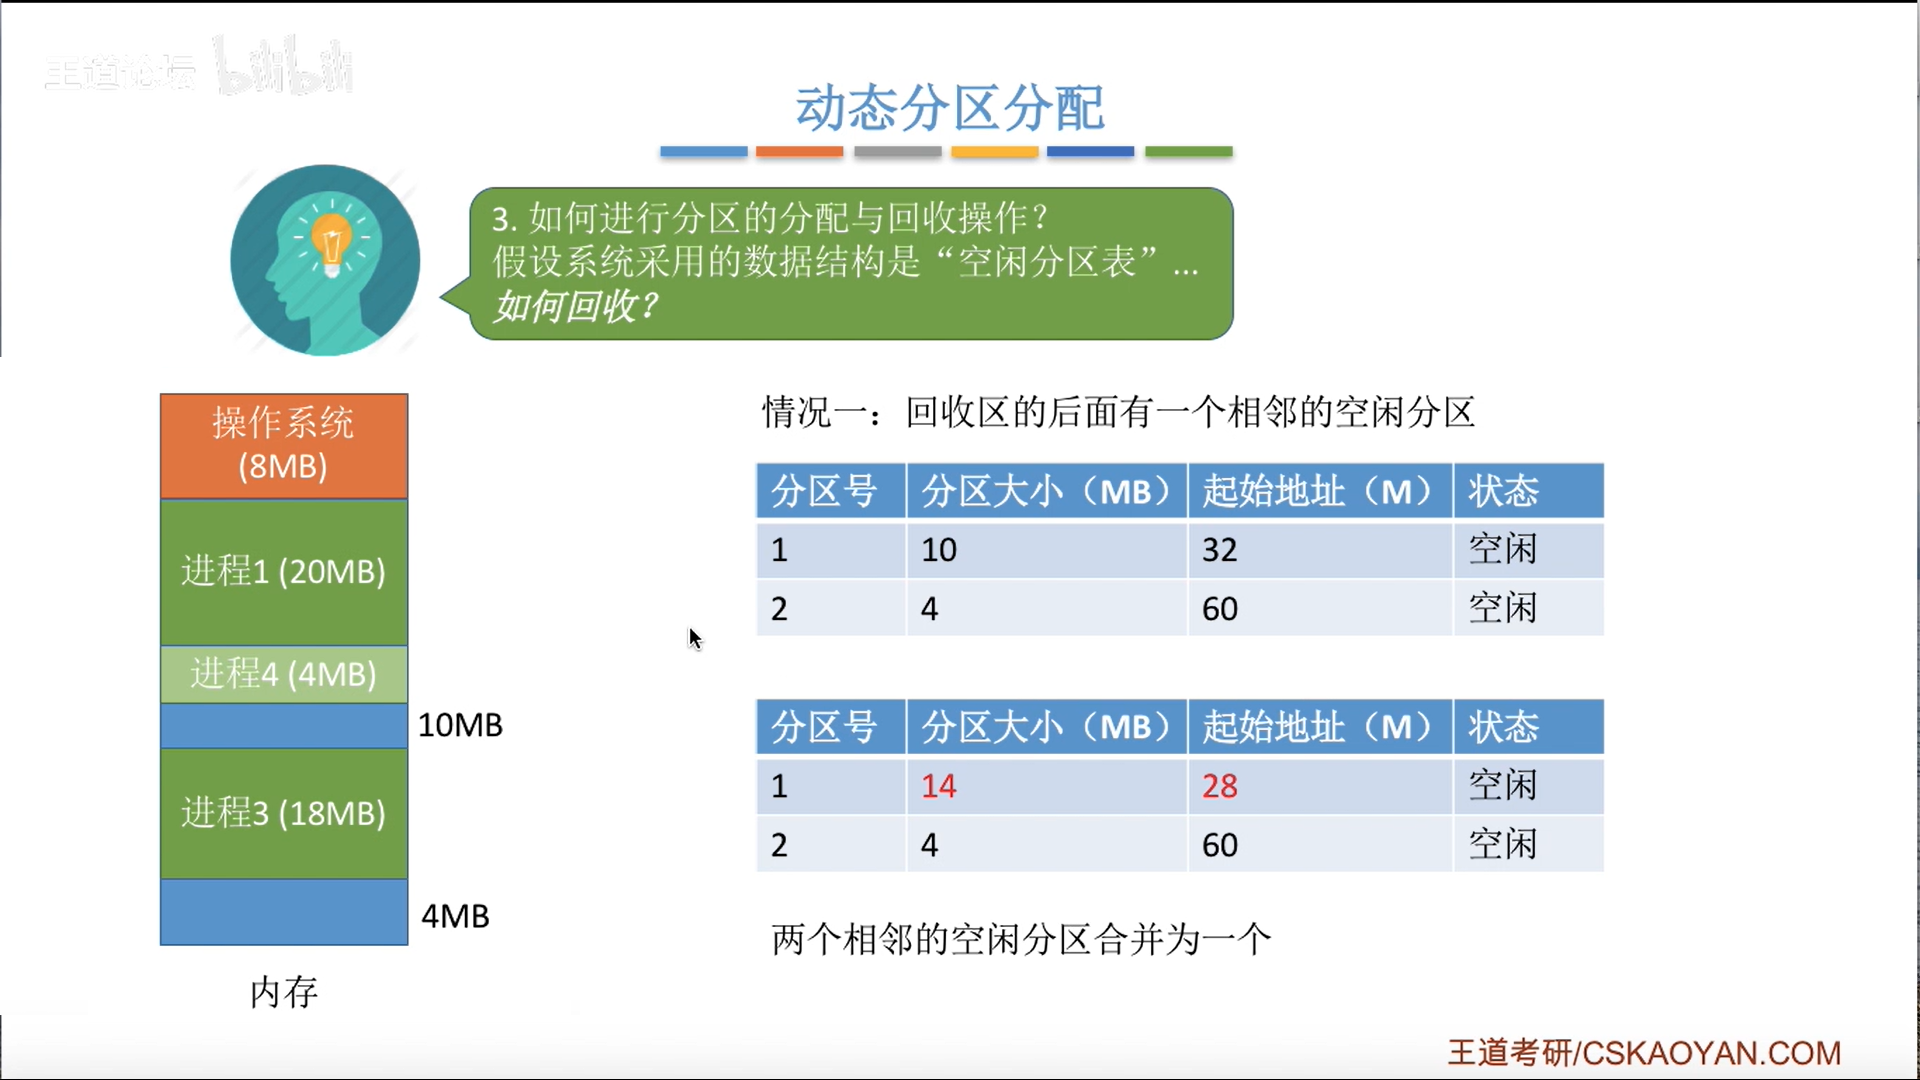 王道论坛 bilibili
动态分区分配
3. 如何进行分区的分配与回收操作？
假设系统采用的数据结构是“空闲分区表”...
如何回收？
操作系统
(8MB)
进程1 (20MB)
进程4 (4MB)
10MB
进程3 (18MB)
4MB
内存
情况一：回收区的后面有一个相邻的空闲分区
分区号 分区大小（MB） 起始地址（M） 状态
1 10 32 空闲
2 4 60 空闲
分区号 分区大小（MB） 起始地址（M） 状态
1 14 28 空闲
2 4 60 空闲
两个相邻的空闲分区合并为一个
王道考研/CSKAOYAN.COM